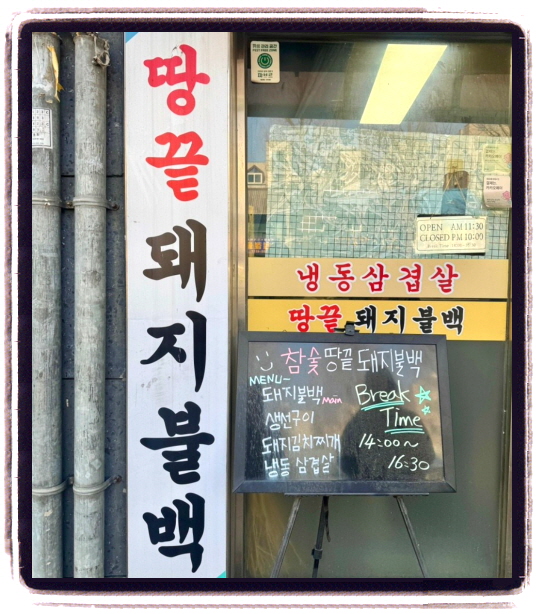 땅끝돼지불백
OPEN AM 11:30
CLOSED PM 10:00
냉동삼겹살
땅끝돼지불백
참숯땅끝돼지불백
MENU~
돼지불백 Main
생선구이
돼지김치찌개
냉동삼겹살
Break
Time
14:00~
16:30